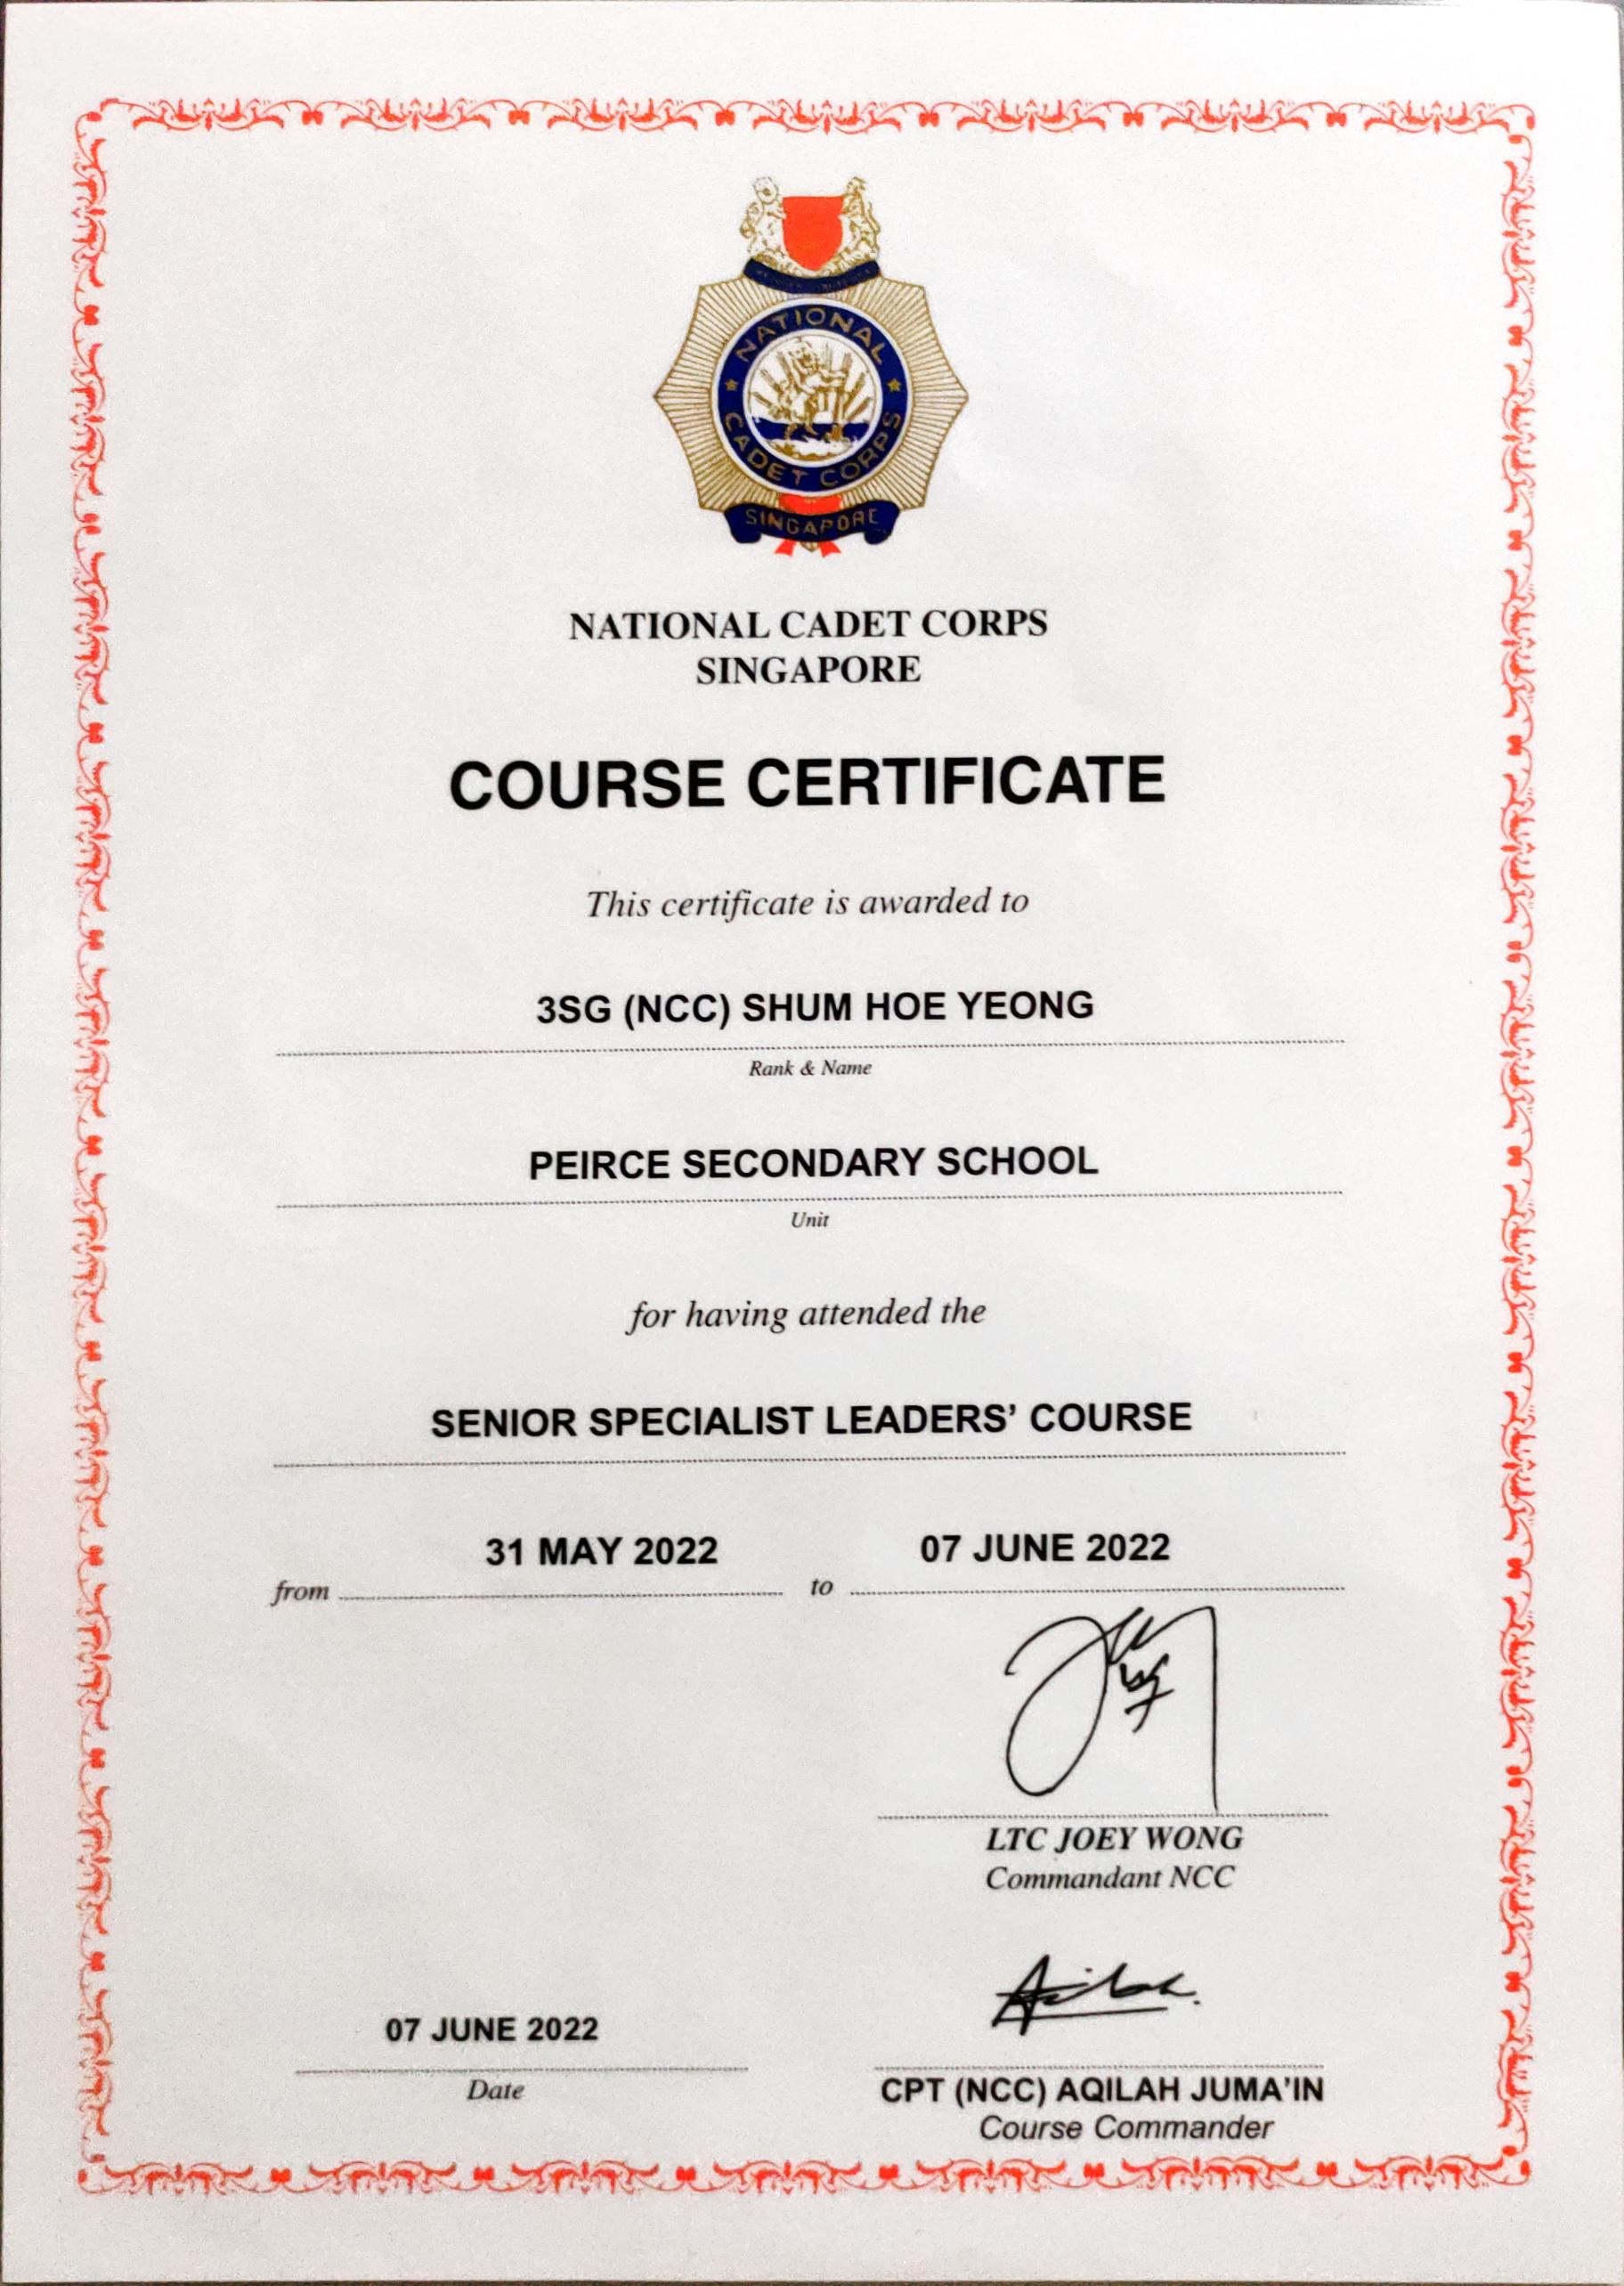 NATIONAL
CADET CORPS
SINGAPORE
NATIONAL CADET CORPS
SINGAPORE
COURSE CERTIFICATE
This certificate is awarded to
3SG (NCC) SHUM HOE YEONG
Rank & Name
PEIRCE SECONDARY SCHOOL
Unit
for having attended the
SENIOR SPECIALIST LEADERS’ COURSE
from 31 MAY 2022 to 07 JUNE 2022
LTC JOEY WONG
Commandant NCC
Aqilah
07 JUNE 2022
Date
CPT (NCC) AQILAH JUMA’IN
Course Commander